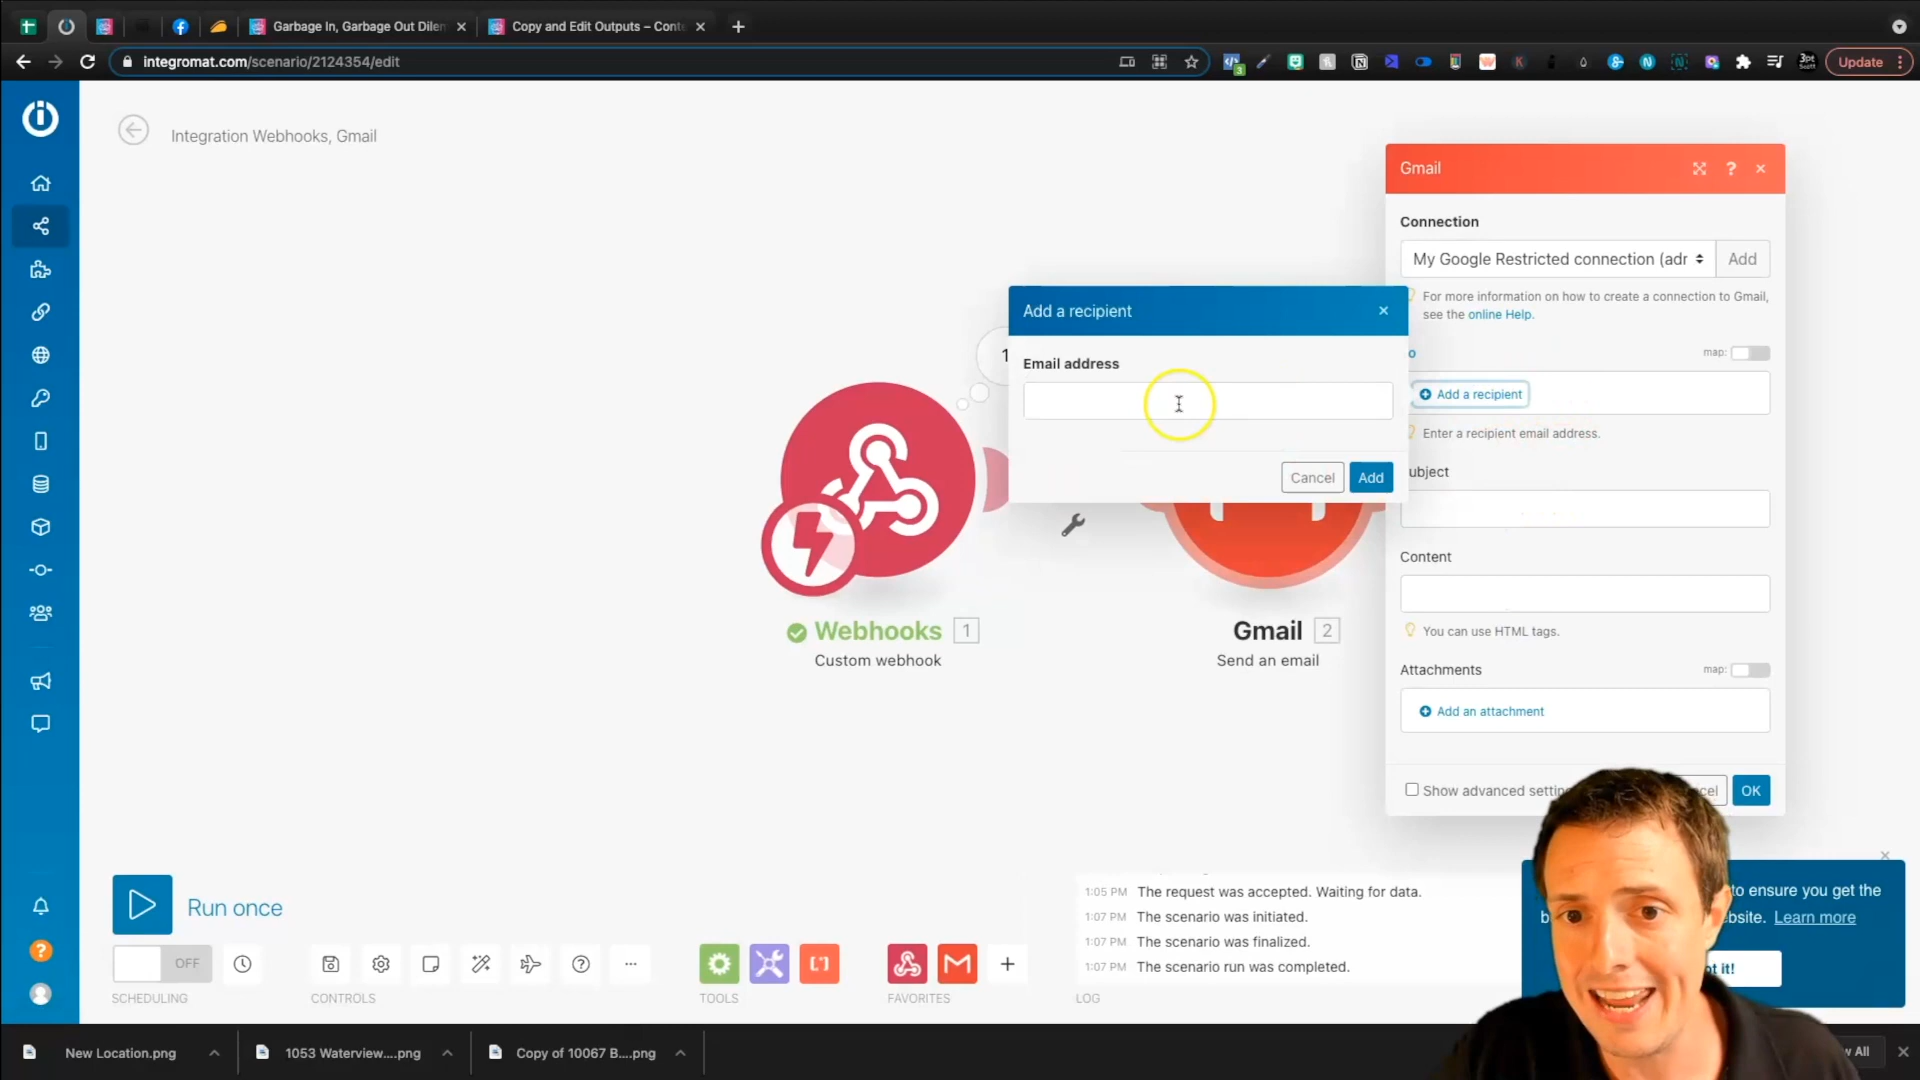 Garbage In, Garbage Out Dilen
Copy and Edit Outputs – Cont
integromat.com/scenario/2124354/edit
3
3pt
Update
Integration Webhooks, Gmail
Gmail
Connection
My Google Restricted connection (adr
Add
For more information on how to create a connection to Gmail,
see the online Help.
Add a recipient
Email address
Cancel
Add
1
o
map:
Add a recipient
Enter a recipient email address.
ubject
Content
You can use HTML tags.
Attachments
map:
Add an attachment
Webhooks 1
Custom webhook
Gmail 2
Send an email
Show advanced settin
cel
OK
Run once
OFF
SCHEDULING
CONTROLS
TOOLS
FAVORITES
1:05 PM The request was accepted. Waiting for data.
1:07 PM The scenario was initiated.
1:07 PM The scenario was finalized.
1:07 PM The scenario run was completed.
LOG
to ensure you get the
b
ebsite. Learn more
ot it!
New Location.png
1053 Waterview....png
Copy of 10067 B....png
w All